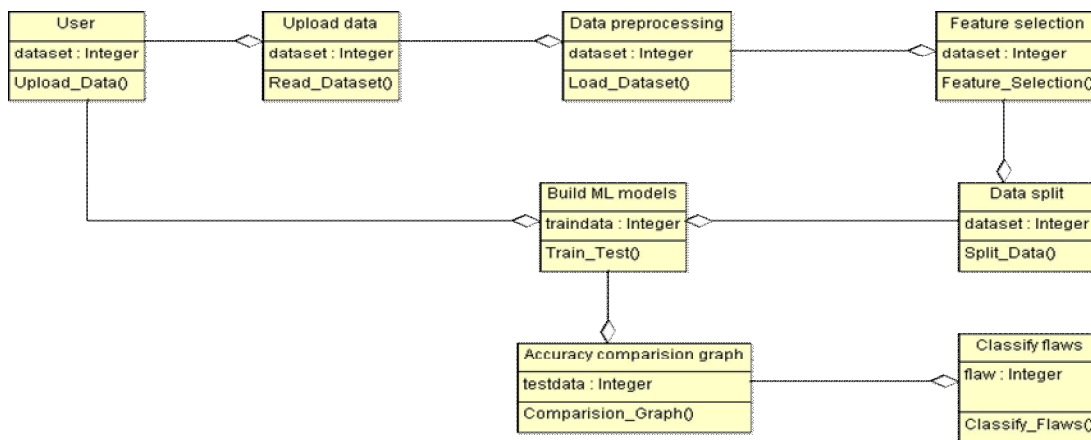 User
dataset : Integer
Upload_Data()
Upload data
dataset : Integer
Read_Dataset()
Data preprocessing
dataset : Integer
Load_Dataset()
Feature selection
dataset : Integer
Feature_Selection()
Build ML models
traindata : Integer
Train_Test()
Data split
dataset : Integer
Split_Data()
Accuracy comparision graph
testdata : Integer
Comparision_Graph()
Classify flaws
flaw : Integer
Classify_Flaws()